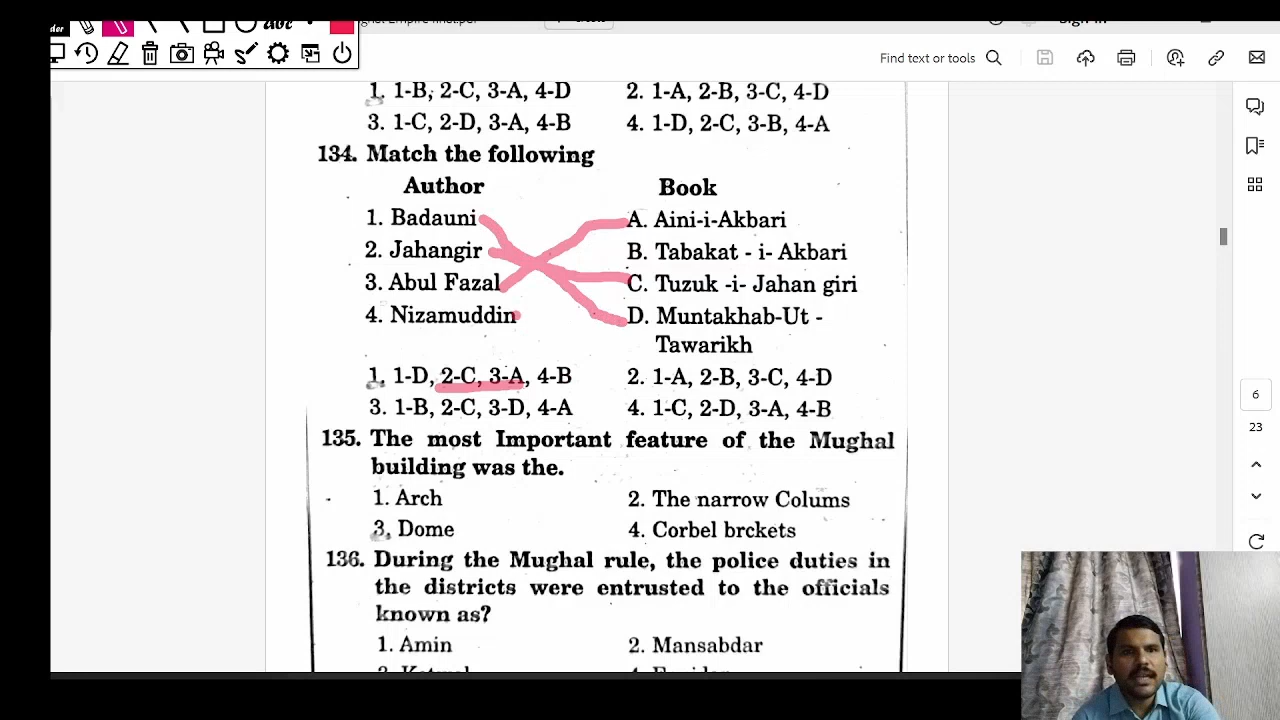 abc
Find text or tools
1. 1-B, 2-C, 3-A, 4-D 2. 1-A, 2-B, 3-C, 4-D
3. 1-C, 2-D, 3-A, 4-B 4. 1-D, 2-C, 3-B, 4-A
134. Match the following
Author Book
1. Badauni A. Aini-i-Akbari
2. Jahangir B. Tabakat - i- Akbari
3. Abul Fazal C. Tuzuk -i- Jahan giri
4. Nizamuddin D. Muntakhab-Ut -
Tawarikh
1. 1-D, 2-C, 3-A, 4-B 2. 1-A, 2-B, 3-C, 4-D
3. 1-B, 2-C, 3-D, 4-A 4. 1-C, 2-D, 3-A, 4-B
135. The most Important feature of the Mughal
building was the.
1. Arch 2. The narrow Colums
3. Dome 4. Corbel brckets
136. During the Mughal rule, the police duties in
the districts were entrusted to the officials
known as?
1. Amin 2. Mansabdar
6
23